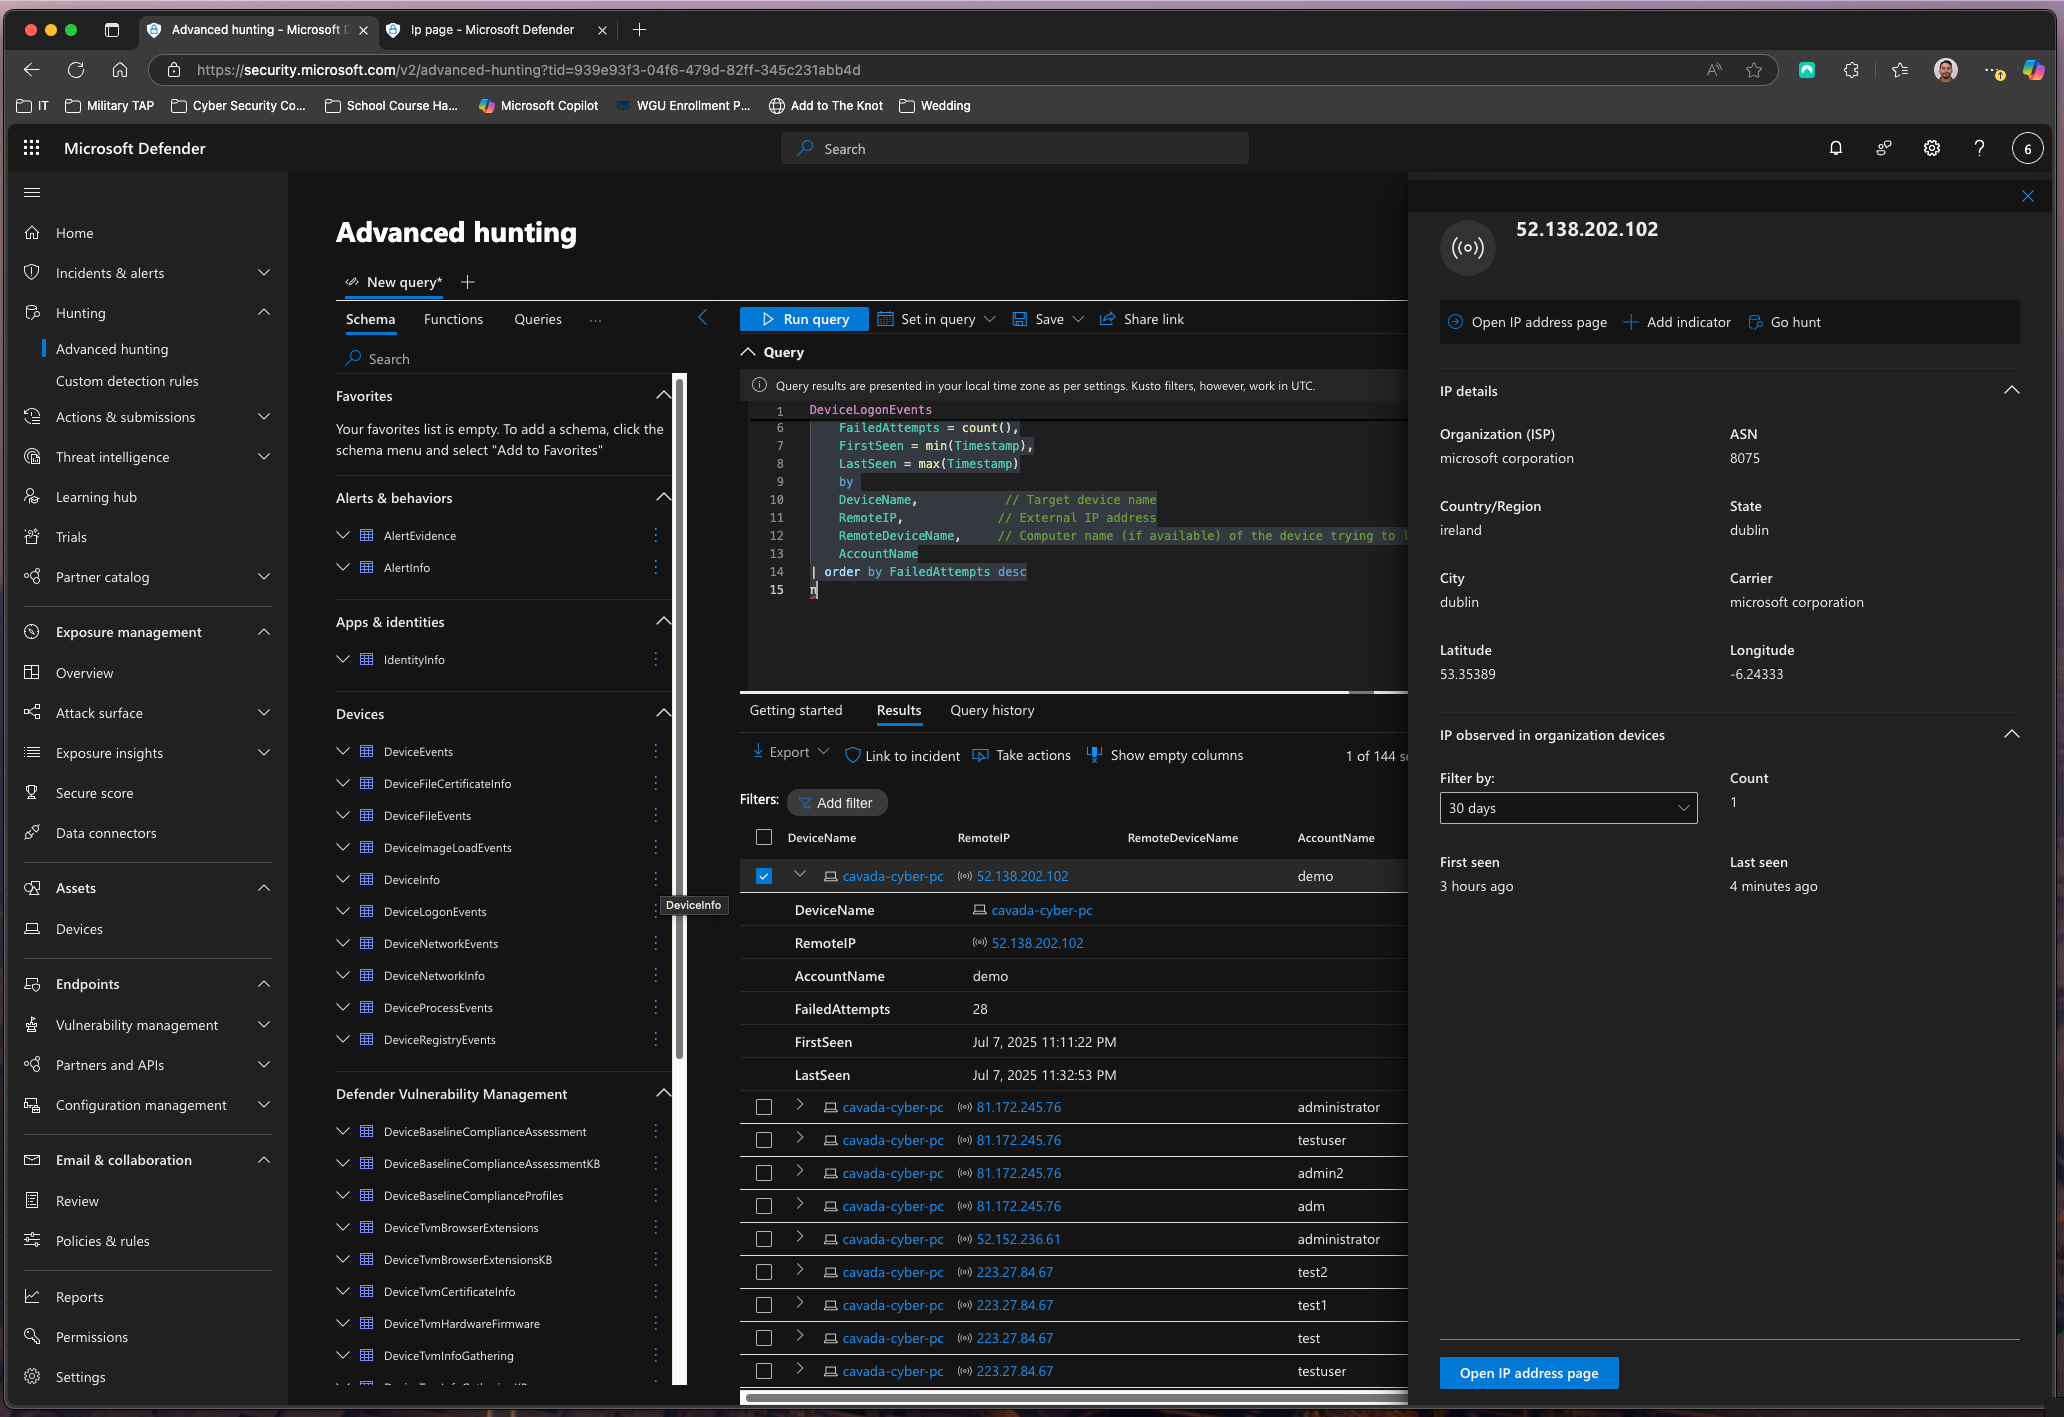 Advanced hunting - Microsoft D
Ip page - Microsoft Defender
https://security.microsoft.com/v2/advanced-hunting?tid=939e93f3-04f6-479d-82ff-345c231abb4d
IT
Military TAP
Cyber Security Co...
School Course Ha...
Microsoft Copilot
WGU Enrollment P...
Add to The Knot
Wedding
Microsoft Defender
Search
6
Home
Incidents & alerts
Hunting
Advanced hunting
Custom detection rules
Actions & submissions
Threat intelligence
Learning hub
Trials
Partner catalog
Exposure management
Overview
Attack surface
Exposure insights
Secure score
Data connectors
Assets
Devices
Endpoints
Vulnerability management
Partners and APIs
Configuration management
Email & collaboration
Review
Policies & rules
Reports
Permissions
Settings
Advanced hunting
New query*
Schema
Functions
Queries
...
Search
Favorites
Your favorites list is empty. To add a schema, click the
schema menu and select "Add to Favorites"
Alerts & behaviors
AlertEvidence
AlertInfo
Apps & identities
IdentityInfo
Devices
DeviceEvents
DeviceFileCertificateInfo
DeviceFileEvents
DeviceImageLoadEvents
DeviceInfo
DeviceLogonEvents
DeviceInfo
DeviceNetworkEvents
DeviceNetworkInfo
DeviceProcessEvents
DeviceRegistryEvents
Defender Vulnerability Management
DeviceBaselineComplianceAssessment
DeviceBaselineComplianceAssessmentKB
DeviceBaselineComplianceProfiles
DeviceTvmBrowserExtensions
DeviceTvmBrowserExtensionsKB
DeviceTvmCertificateInfo
DeviceTvmHardwareFirmware
DeviceTvmInfoGathering
Run query
Set in query
Save
Share link
Query
Query results are presented in your local time zone as per settings. Kusto filters, however, work in UTC.
1 DeviceLogonEvents
6 FailedAttempts = count(),
7 FirstSeen = min(Timestamp),
8 LastSeen = max(Timestamp)
9 by
10 DeviceName, // Target device name
11 RemoteIP, // External IP address
12 RemoteDeviceName, // Computer name (if available) of the device trying to l
13 AccountName
14 | order by FailedAttempts desc
15
Getting started
Results
Query history
Export
Link to incident
Take actions
Show empty columns
1 of 144 se
Filters:
Add filter
DeviceName RemoteIP RemoteDeviceName AccountName
cavada-cyber-pc 52.138.202.102 demo
DeviceName cavada-cyber-pc
RemoteIP 52.138.202.102
AccountName demo
FailedAttempts 28
FirstSeen Jul 7, 2025 11:11:22 PM
LastSeen Jul 7, 2025 11:32:53 PM
cavada-cyber-pc 81.172.245.76 administrator
cavada-cyber-pc 81.172.245.76 testuser
cavada-cyber-pc 81.172.245.76 admin2
cavada-cyber-pc 81.172.245.76 adm
cavada-cyber-pc 52.152.236.61 administrator
cavada-cyber-pc 223.27.84.67 test2
cavada-cyber-pc 223.27.84.67 test1
cavada-cyber-pc 223.27.84.67 test
cavada-cyber-pc 223.27.84.67 testuser
52.138.202.102
Open IP address page
Add indicator
Go hunt
IP details
Organization (ISP) ASN
microsoft corporation 8075
Country/Region State
ireland dublin
City Carrier
dublin microsoft corporation
Latitude Longitude
53.35389 -6.24333
IP observed in organization devices
Filter by: Count
30 days 1
First seen Last seen
3 hours ago 4 minutes ago
Open IP address page